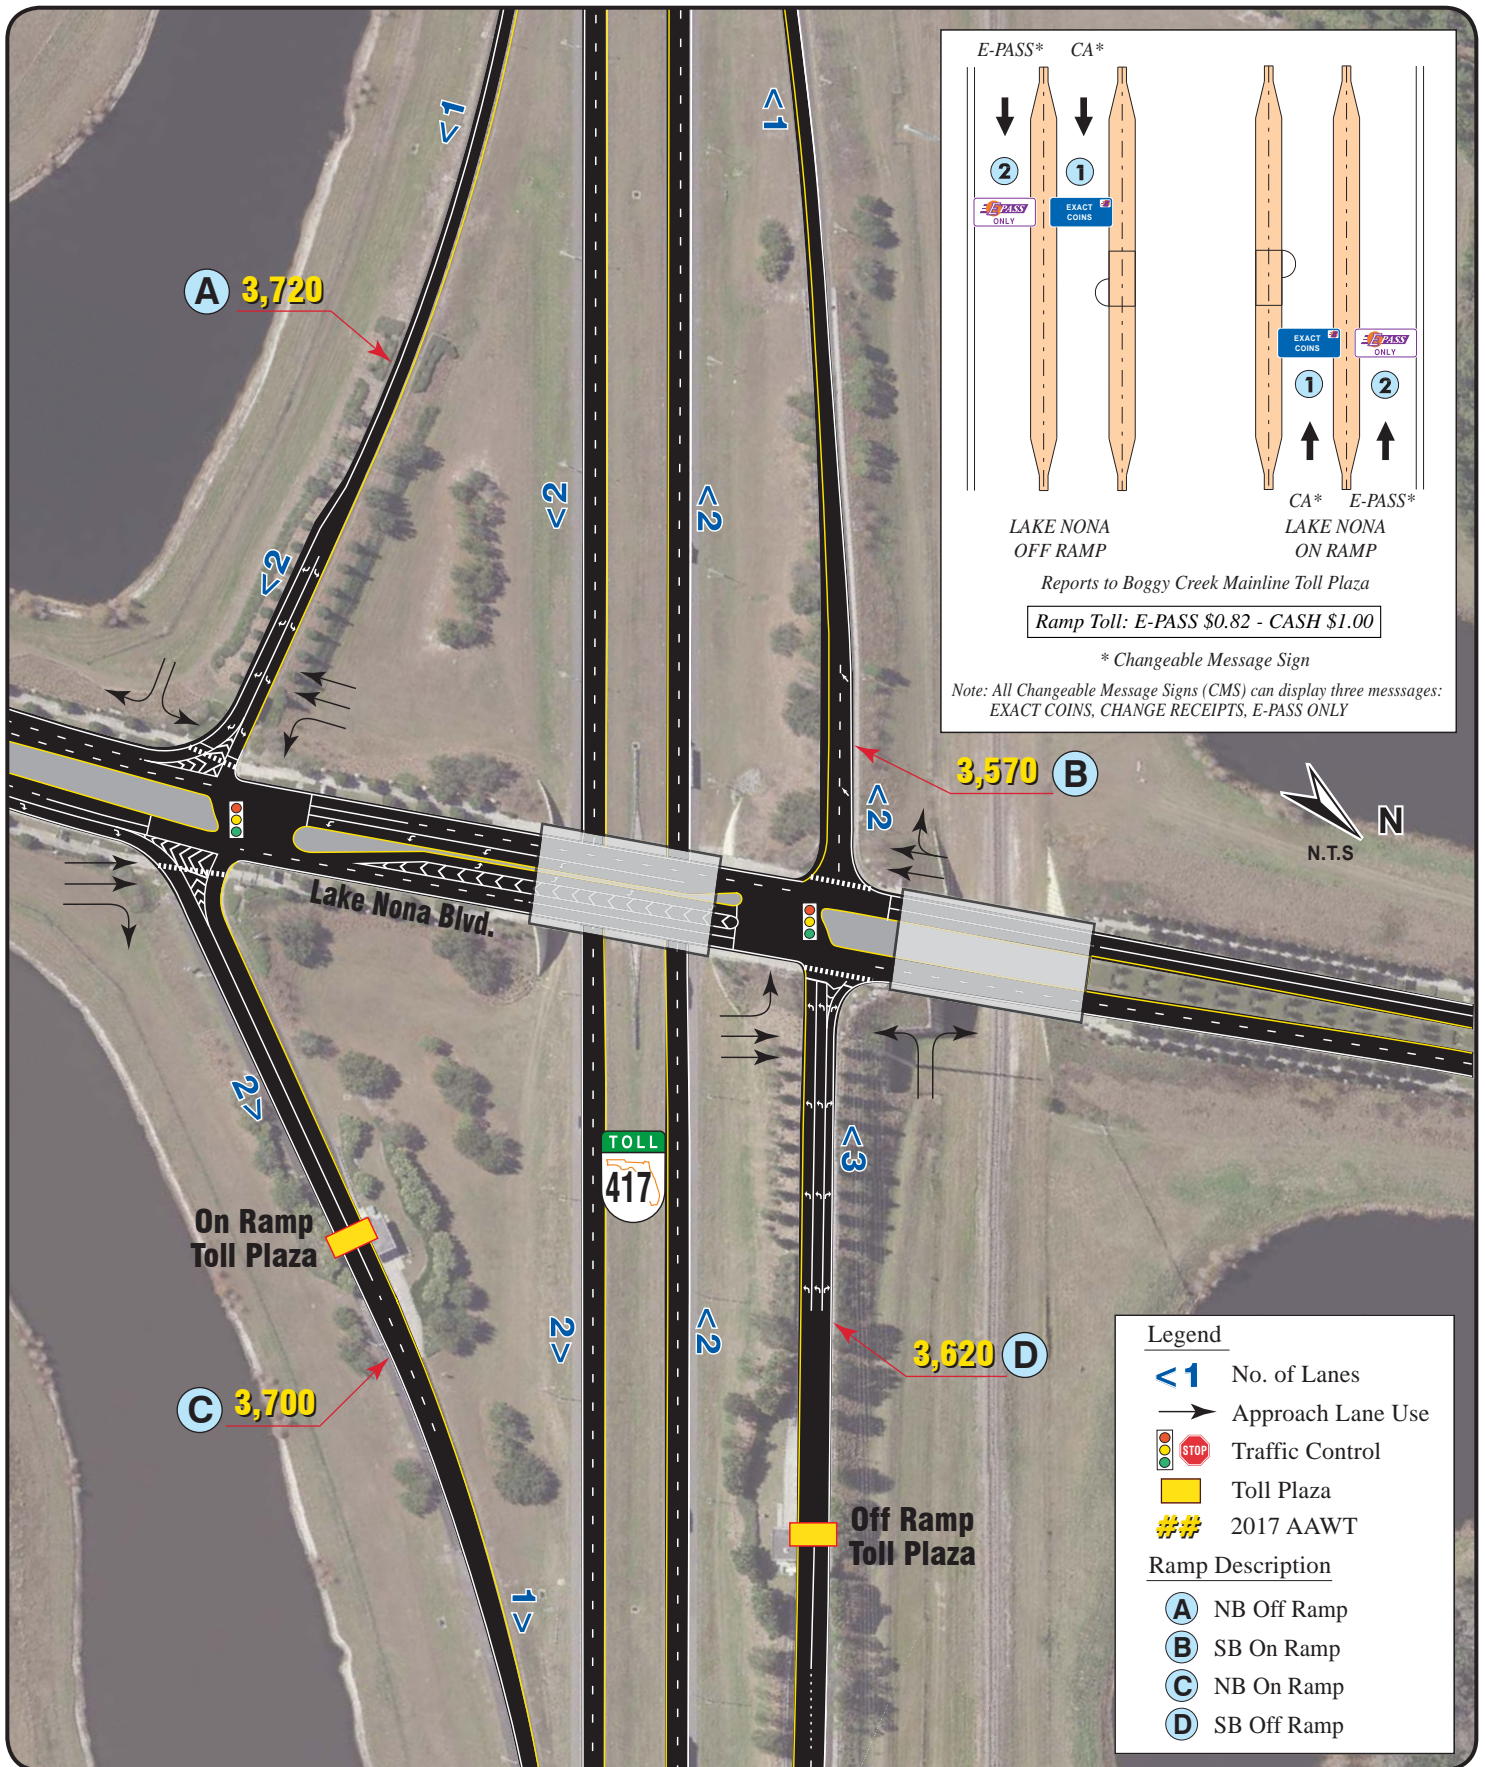 E-PASS* CA*
2 1
E-PASS
ONLY
EXACT
COINS
EXACT
COINS
E-PASS
ONLY
1 2
CA* E-PASS*
LAKE NONA
OFF RAMP
LAKE NONA
ON RAMP
Reports to Boggy Creek Mainline Toll Plaza
Ramp Toll: E-PASS $0.82 - CASH $1.00
* Changeable Message Sign
Note: All Changeable Message Signs (CMS) can display three messsages:
EXACT COINS, CHANGE RECEIPTS, E-PASS ONLY
1 >
< 1
A 3,720
< 2
< 2
< 2
3,570 B
< 2
N
N.T.S
Lake Nona Blvd.
2 >
< 3
TOLL
417
On Ramp
Toll Plaza
2 >
< 2
3,620 D
C 3,700
Off Ramp
Toll Plaza
1 >
Legend
< 1 No. of Lanes
Approach Lane Use
STOP Traffic Control
Toll Plaza
## 2017 AAWT
Ramp Description
A NB Off Ramp
B SB On Ramp
C NB On Ramp
D SB Off Ramp